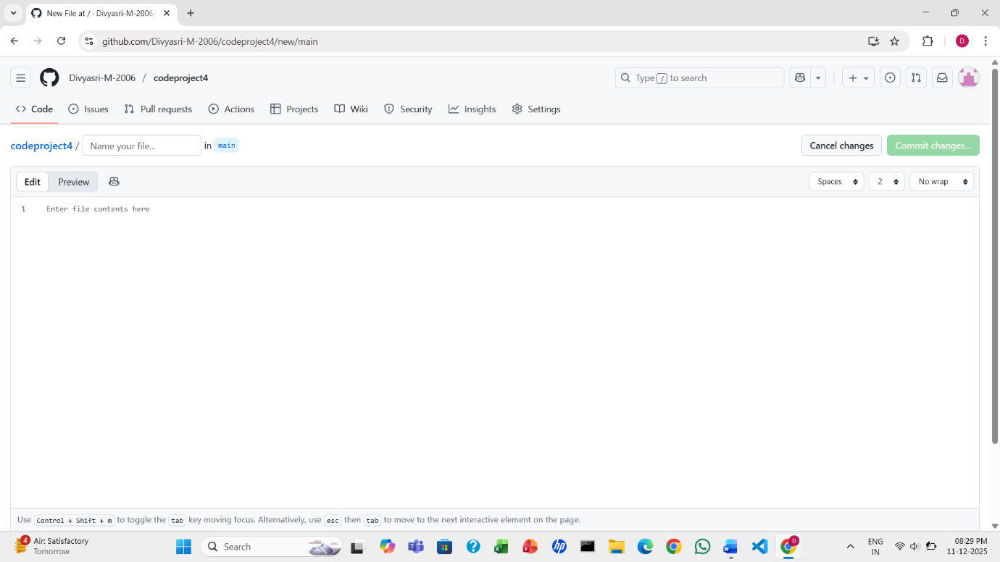 New File at / · Divyasri-M-2006/
github.com/Divyasri-M-2006/codeproject4/new/main
D
Divyasri-M-2006 / codeproject4
Type / to search
Code Issues Pull requests Actions Projects Wiki Security Insights Settings
codeproject4 / Name your file... in main
Cancel changes Commit changes...
Edit Preview
Spaces 2 No wrap
1 Enter file contents here
Use Control + Shift + m to toggle the tab key moving focus. Alternatively, use esc then tab to move to the next interactive element on the page.
4 Air: Satisfactory
Tomorrow
Search
ENG
IN
08:29 PM
11-12-2025